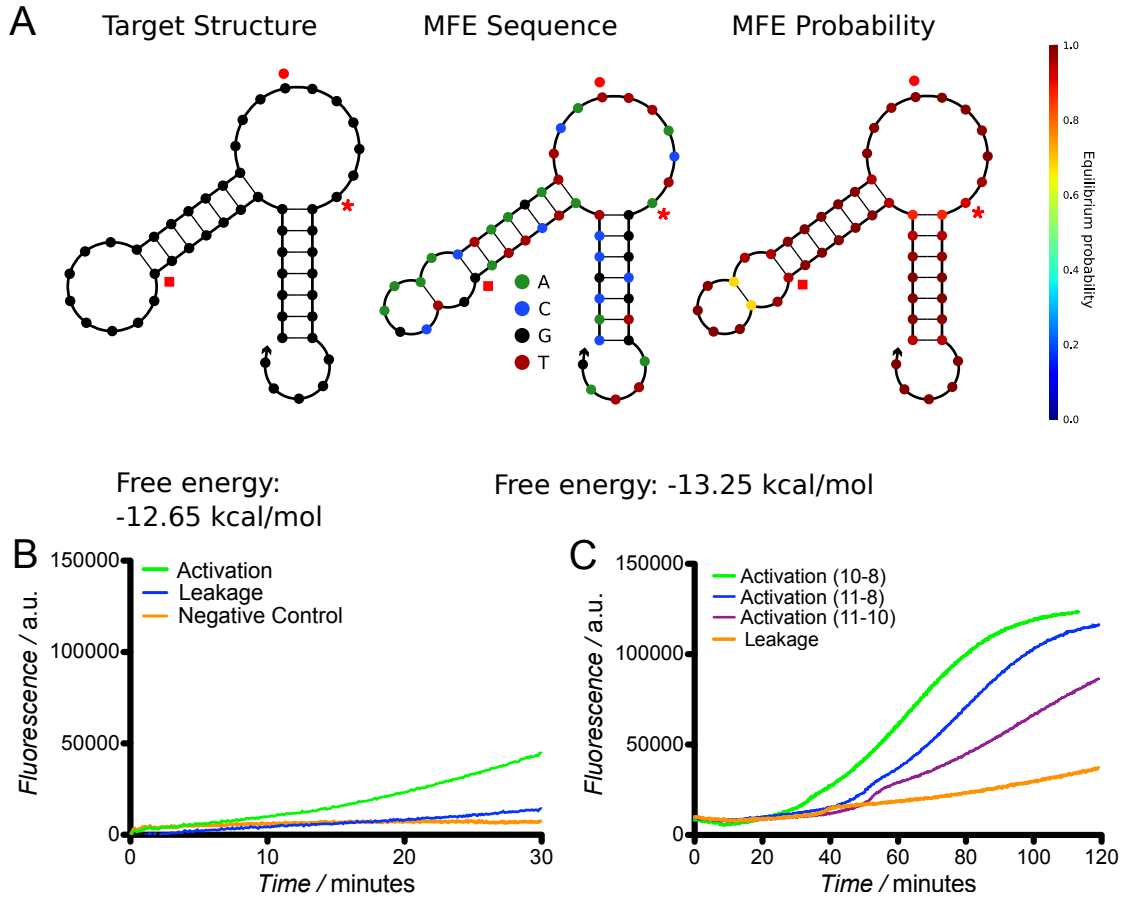 A
Target Structure
MFE Sequence
MFE Probability
1.0
0.8
0.6
0.4
0.2
0.0
Equilibrium probability
A
C
G
T
Free energy:
-12.65 kcal/mol
Free energy: -13.25 kcal/mol
B
150000
100000
50000
0
Fluorescence / a.u.
Activation
Leakage
Negative Control
0
10
20
30
Time / minutes
C
150000
100000
50000
0
Fluorescence / a.u.
Activation (10-8)
Activation (11-8)
Activation (11-10)
Leakage
0
20
40
60
80
100
120
Time / minutes